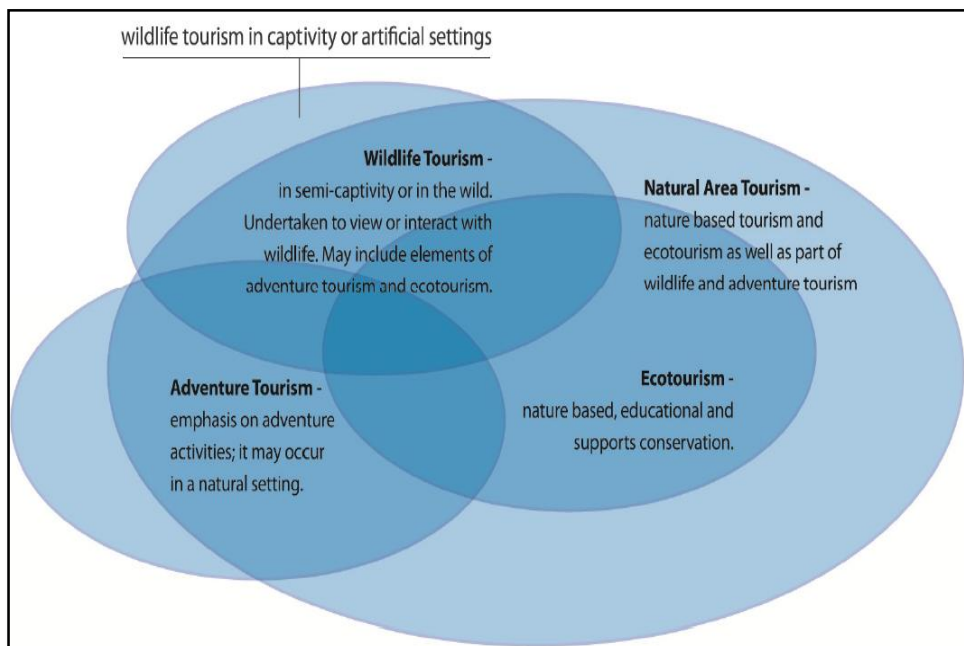 wildlife tourism in captivity or artificial settings
Wildlife Tourism -
in semi-captivity or in the wild.
Undertaken to view or interact with
wildlife. May include elements of
adventure tourism and ecotourism.
Natural Area Tourism -
nature based tourism and
ecotourism as well as part of
wildlife and adventure tourism
Adventure Tourism -
emphasis on adventure
activities; it may occur
in a natural setting.
Ecotourism -
nature based, educational and
supports conservation.